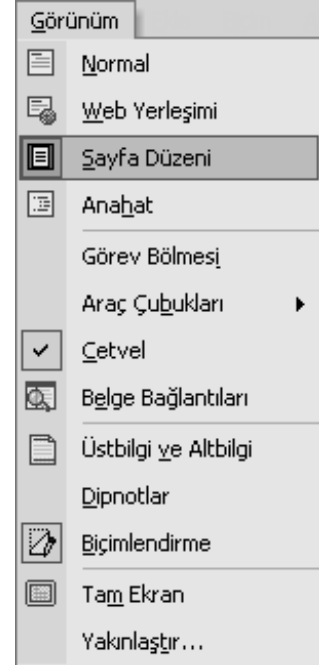 Görünüm
Normal
Web Yerleşimi
Sayfa Düzeni
Anahat
Görev Bölmesi
Araç Çubukları
Cetvel
Belge Bağlantıları
Üstbilgi ve Altbilgi
Dipnotlar
Biçimlendirme
Tam Ekran
Yakınlaştır...